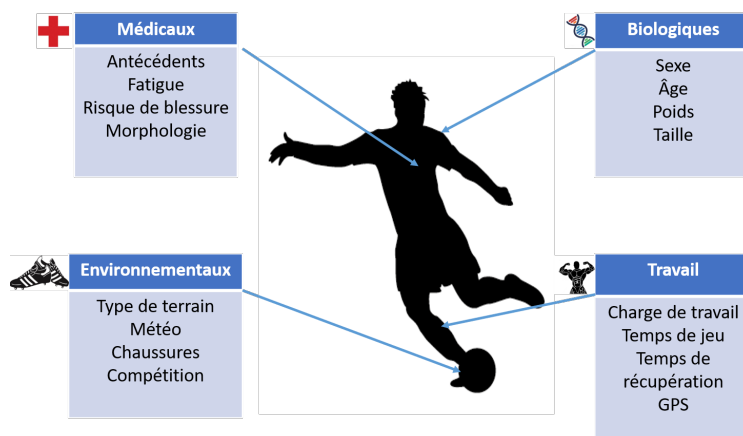 Médicaux
Antécédents
Fatigue
Risque de blessure
Morphologie
Biologiques
Sexe
Âge
Poids
Taille
Environnementaux
Type de terrain
Météo
Chaussures
Compétition
Travail
Charge de travail
Temps de jeu
Temps de
récupération
GPS